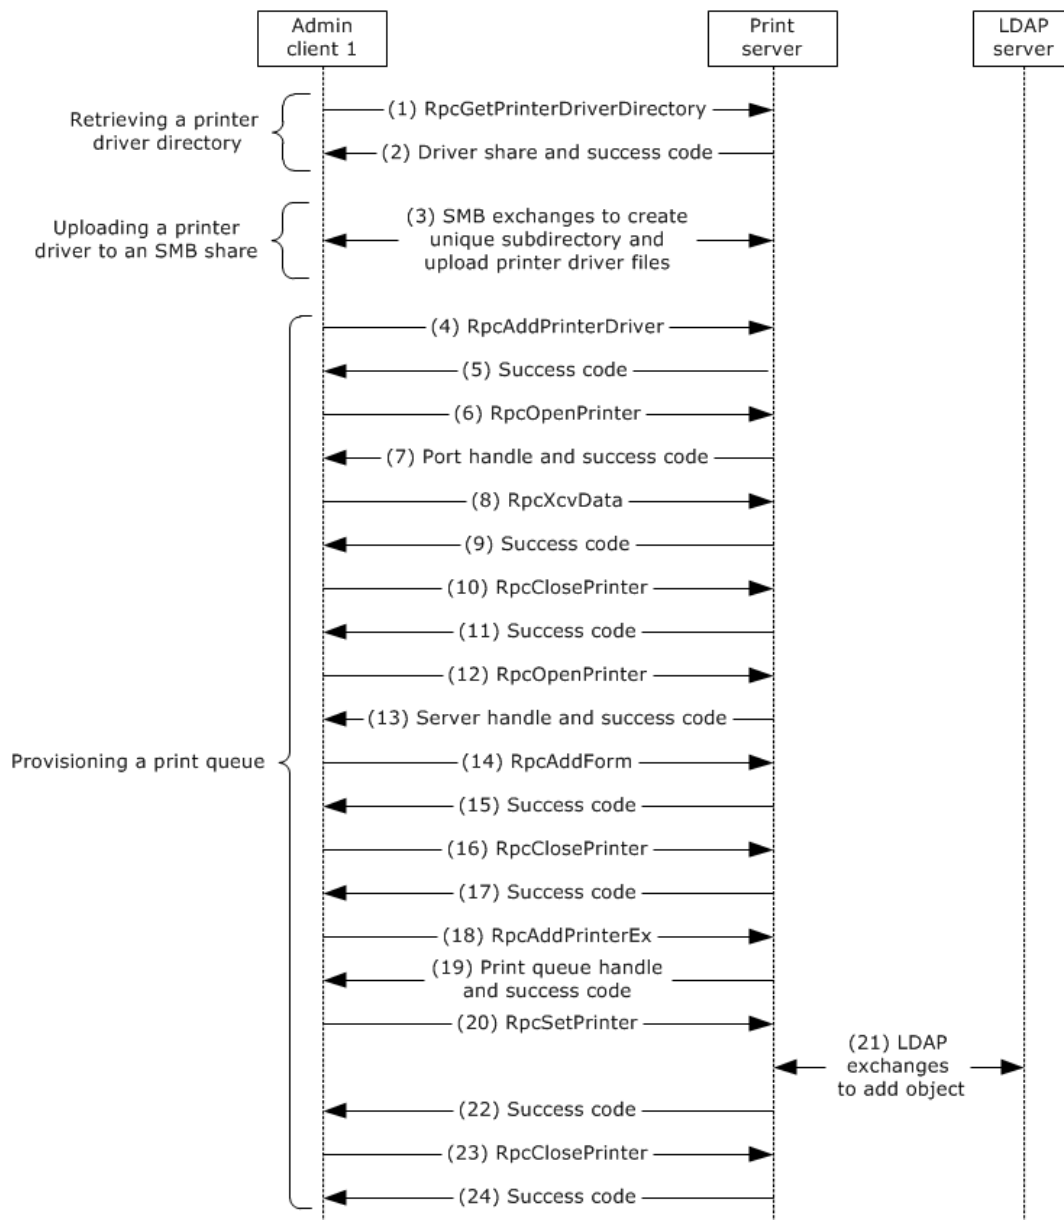 Admin
client 1
Print
server
LDAP
server
Retrieving a printer
driver directory
(1) RpcGetPrinterDriverDirectory
(2) Driver share and success code
Uploading a printer
driver to an SMB share
(3) SMB exchanges to create
unique subdirectory and
upload printer driver files
(4) RpcAddPrinterDriver
(5) Success code
(6) RpcOpenPrinter
(7) Port handle and success code
(8) RpcXcvData
(9) Success code
(10) RpcClosePrinter
(11) Success code
(12) RpcOpenPrinter
(13) Server handle and success code
Provisioning a print queue
(14) RpcAddForm
(15) Success code
(16) RpcClosePrinter
(17) Success code
(18) RpcAddPrinterEx
(19) Print queue handle
and success code
(20) RpcSetPrinter
(21) LDAP
exchanges
to add object
(22) Success code
(23) RpcClosePrinter
(24) Success code